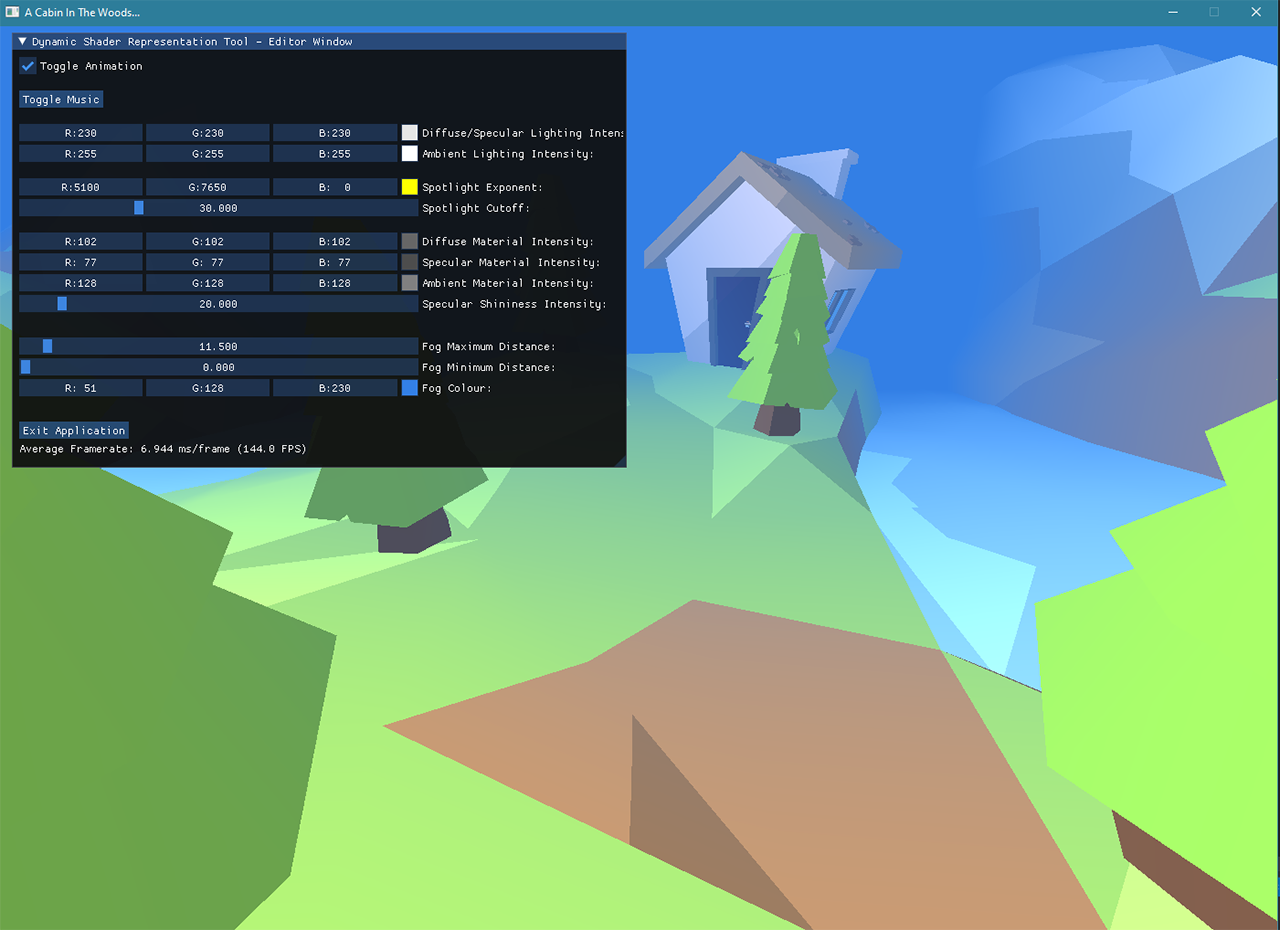 A Cabin In The Woods...
Dynamic Shader Representation Tool - Editor Window
Toggle Animation
Toggle Music
R:230 G:230 B:230 Diffuse/Specular Lighting Inten
R:255 G:255 B:255 Ambient Lighting Intensity:
R:5100 G:7650 B: 0 Spotlight Exponent:
30.000 Spotlight Cutoff:
R:102 G:102 B:102 Diffuse Material Intensity:
R: 77 G: 77 B: 77 Specular Material Intensity:
R:128 G:128 B:128 Ambient Material Intensity:
20.000 Specular Shininess Intensity:
11.500 Fog Maximum Distance:
0.000 Fog Minimum Distance:
R: 51 G:128 B:230 Fog Colour:
Exit Application
Average Framerate: 6.944 ms/frame (144.0 FPS)